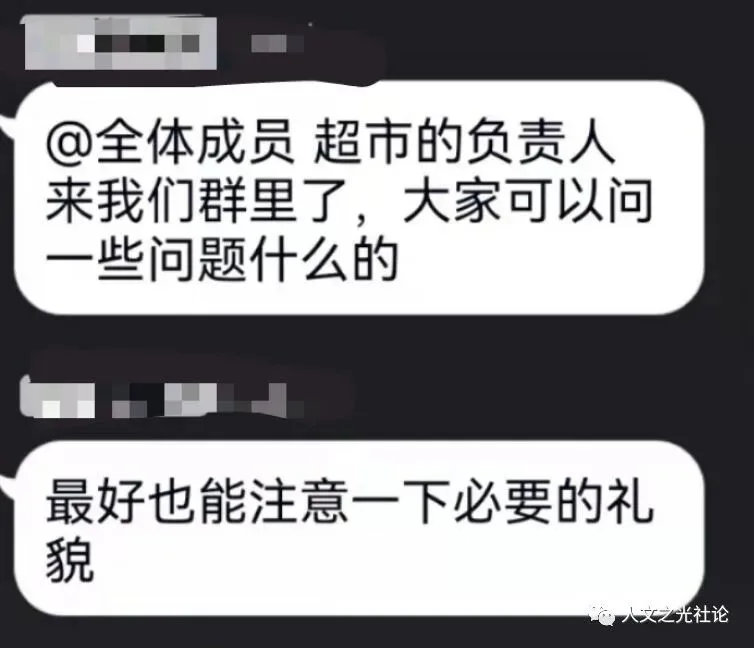 @全体成员 超市的负责人
来我们群里了，大家可以问
一些问题什么的
最好也能注意一下必要的礼
貌
人文之光社论